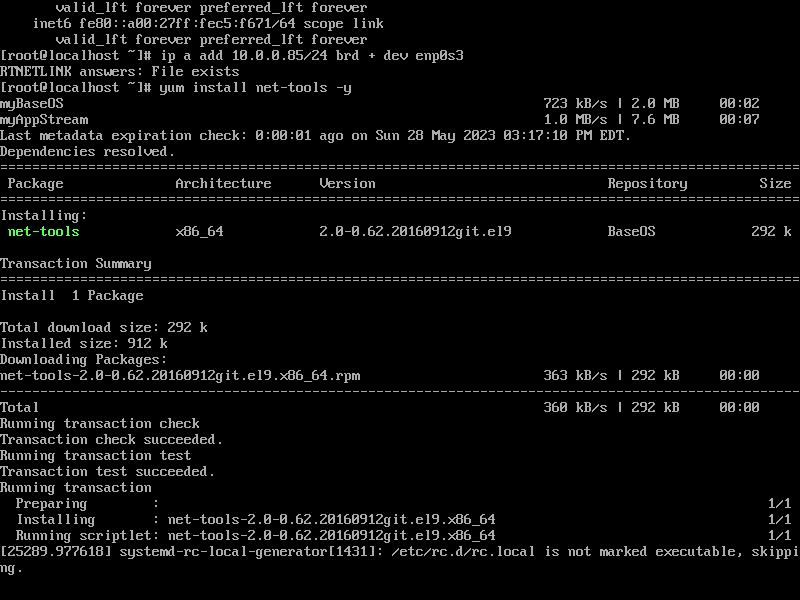 valid_lft forever preferred_lft forever
inet6 fe80::a00:27ff:fec5:f671/64 scope link
valid_lft forever preferred_lft forever
[root@localhost ~]# ip a add 10.0.0.85/24 brd + dev enp0s3
RTNETLINK answers: File exists
[root@localhost ~]# yum install net-tools -y
myBaseOS 723 kB/s | 2.0 MB 00:02
myAppStream 1.0 MB/s | 7.6 MB 00:07
Last metadata expiration check: 0:00:01 ago on Sun 28 May 2023 03:17:10 PM EDT.
Dependencies resolved.
====================================================================================================
Package Architecture Version Repository Size
====================================================================================================
Installing:
net-tools x86_64 2.0-0.62.20160912git.el9 BaseOS 292 k

Transaction Summary
====================================================================================================
Install 1 Package

Total download size: 292 k
Installed size: 912 k
Downloading Packages:
net-tools-2.0-0.62.20160912git.el9.x86_64.rpm 363 kB/s | 292 kB 00:00
----------------------------------------------------------------------------------------------------
Total 360 kB/s | 292 kB 00:00
Running transaction check
Transaction check succeeded.
Running transaction test
Transaction test succeeded.
Running transaction
Preparing : 1/1
Installing : net-tools-2.0-0.62.20160912git.el9.x86_64 1/1
Running scriptlet: net-tools-2.0-0.62.20160912git.el9.x86_64 1/1
[25289.977618] systemd-rc-local-generator[1431]: /etc/rc.d/rc.local is not marked executable, skippi
ng.